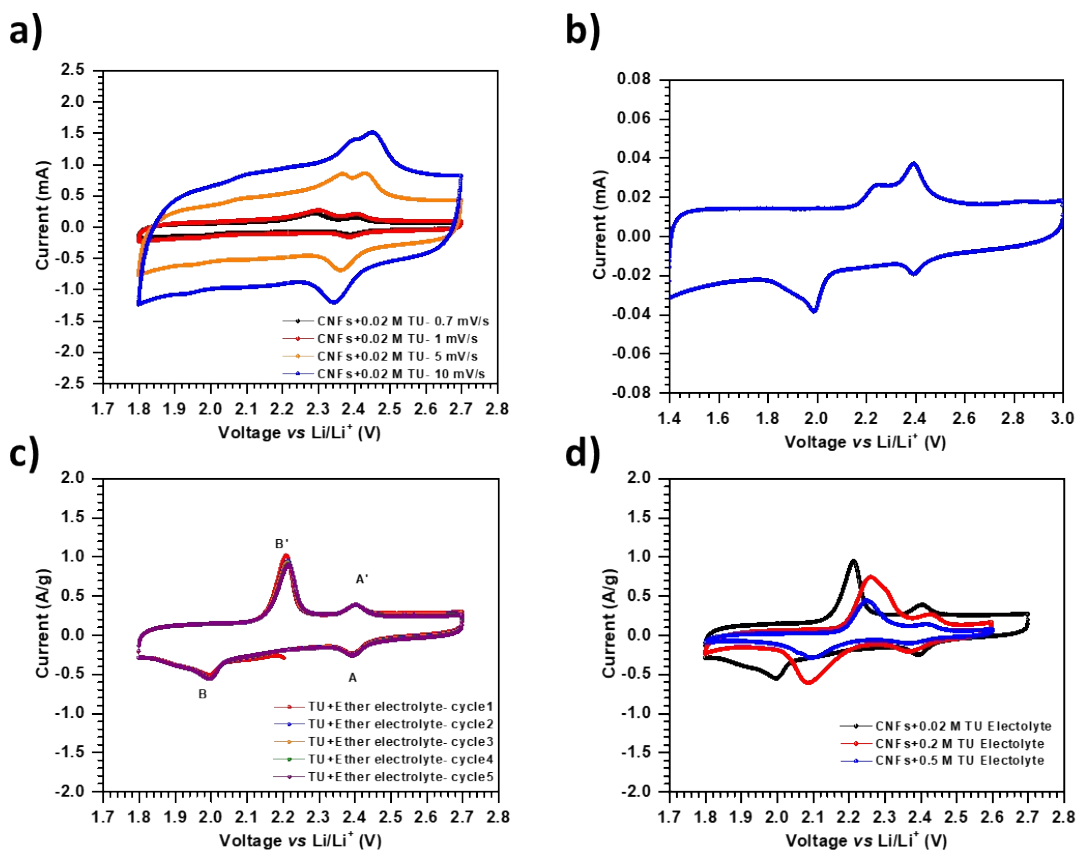 a)
2.5
2.0
1.5
1.0
0.5
0.0
-0.5
-1.0
-1.5
-2.0
-2.5
Current (mA)
CNFs+0.02 M TU- 0.7 mV/s
CNFs+0.02 M TU- 1 mV/s
CNFs+0.02 M TU- 5 mV/s
CNFs+0.02 M TU- 10 mV/s
1.7 1.8 1.9 2.0 2.1 2.2 2.3 2.4 2.5 2.6 2.7 2.8
Voltage vs Li/Li⁺ (V)
b)
0.08
0.06
0.04
0.02
0.00
-0.02
-0.04
-0.06
-0.08
Current (mA)
1.4 1.6 1.8 2.0 2.2 2.4 2.6 2.8 3.0
Voltage vs Li/Li⁺ (V)
c)
2.0
1.5
1.0
0.5
0.0
-0.5
-1.0
-1.5
-2.0
Current (A/g)
B'
A'
B
A
TU+Ether electrolyte- cycle1
TU+Ether electrolyte- cycle2
TU+Ether electrolyte- cycle3
TU+Ether electrolyte- cycle4
TU+Ether electrolyte- cycle5
1.7 1.8 1.9 2.0 2.1 2.2 2.3 2.4 2.5 2.6 2.7 2.8
Voltage vs Li/Li⁺ (V)
d)
2.0
1.5
1.0
0.5
0.0
-0.5
-1.0
-1.5
-2.0
Current (A/g)
CNFs+0.02 M TU Electolyte
CNFs+0.2 M TU Electolyte
CNFs+0.5 M TU Electolyte
1.7 1.8 1.9 2.0 2.1 2.2 2.3 2.4 2.5 2.6 2.7 2.8
Voltage vs Li/Li⁺ (V)